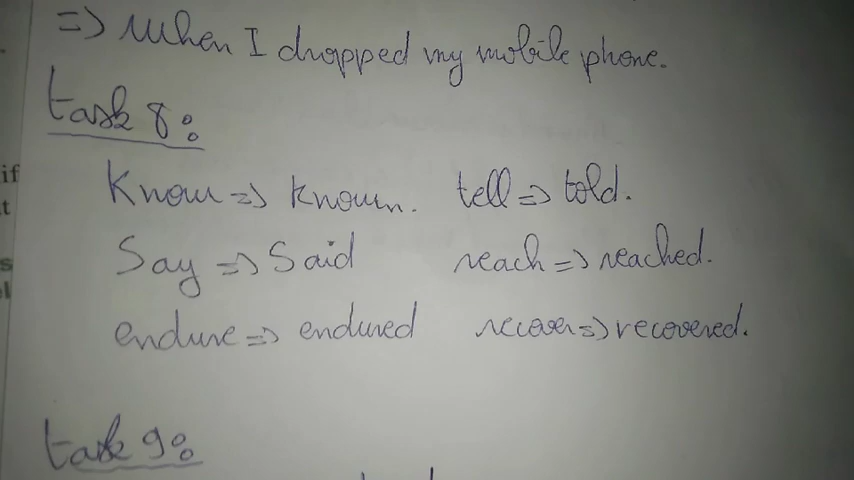 => When I dropped my mobile phone.
task 8:
Know => known. tell => told.
if
t
Say => Said reach => reached.
s
endure => endured recover => recovered.
task 9: